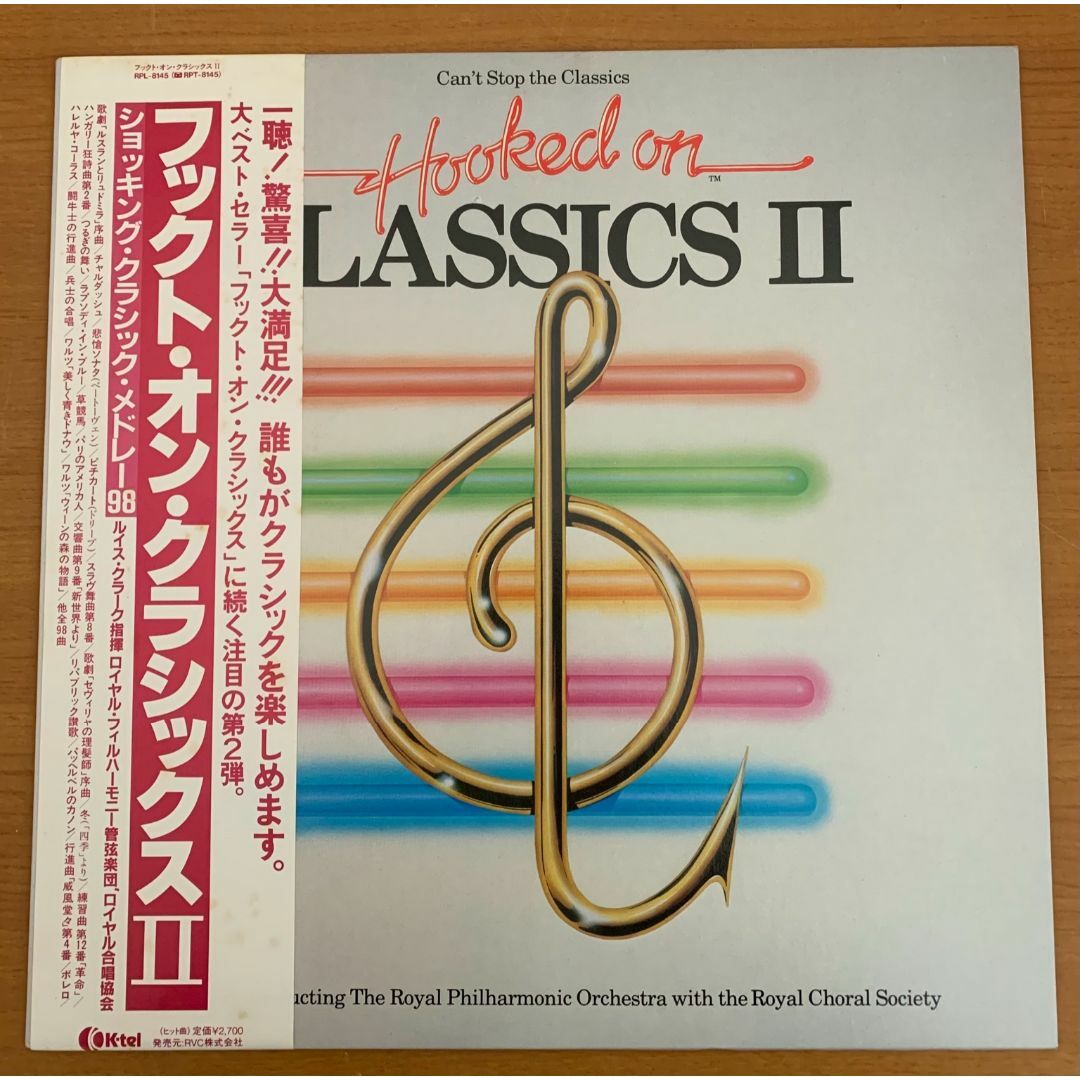 フックト・オン・クラシックス II
RPL-8145 (RPT-8145)
一聴!驚喜!!大満足!!! 誰もがクラシックを楽しめます。
大ベスト・セラー「フックト・オン・クラシックス」に続く注目の第2弾。
フックト・オン・クラシックス II
ショッキング・クラシック・メドレー98
ルイス・クラーク指揮 ロイヤル・フィルハーモニー管弦楽団、ロイヤル合唱協会
歌劇「ルスランとリュドミラ」序曲/チャルダッシュ/悲愴ソナタ(ベートーヴェン)/ピチカート(ドリーブ)/スラヴ舞曲第8番/歌劇「セヴィリャの理髪師」序曲/冬(「四季」より)/練習曲第12番「革命」
ハンガリー狂詩曲第2番/つるぎの舞い/ラプソディ・イン・ブルー/草競馬/パリのアメリカ人/交響曲第9番「新世界より」/リパブリック讃歌/パッヘルベルのカノン/行進曲「威風堂々」第4番/ボレロ/
ハレルヤ・コーラス/闘牛士の行進曲/兵士の合唱/ワルツ「美しく青きドナウ」/ワルツ「ウィーンの森の物語」/他全98曲
K-tel
(ヒット曲) 定価¥2,700
発売元:RVC株式会社
Can't Stop the Classics
Hooked on™
LASSICS II
ucting The Royal Philharmonic Orchestra with the Royal Choral Society